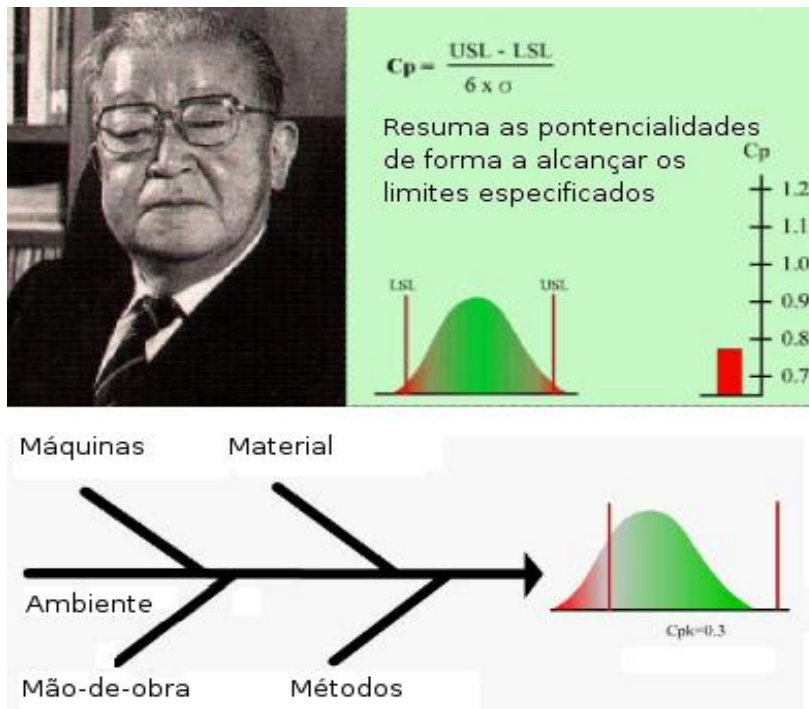 Cp = USL - LSL / 6 x σ
Resuma as pontencialidades
de forma a alcançar os
limites especificados
Cp
1.2
1.1
1.0
0.9
0.8
0.7
LSL
USL
Máquinas
Material
Ambiente
Mão-de-obra
Métodos
Cpk=0.3